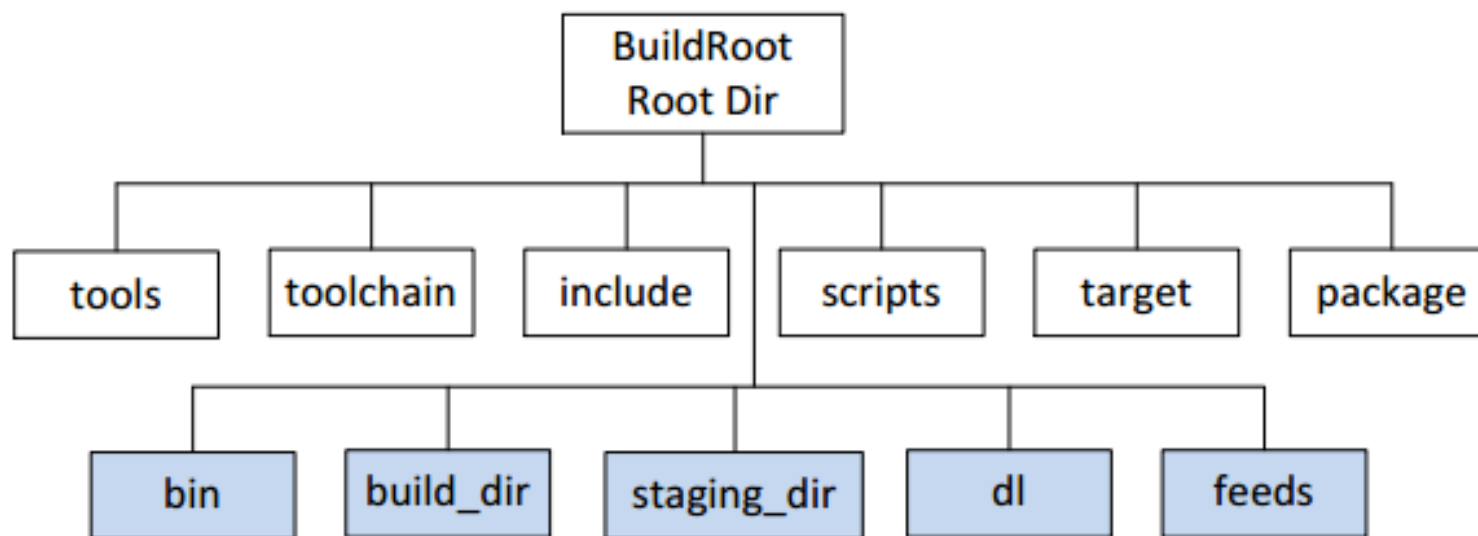 BuildRoot
Root Dir
tools
toolchain
include
scripts
target
package
bin
build_dir
staging_dir
dl
feeds